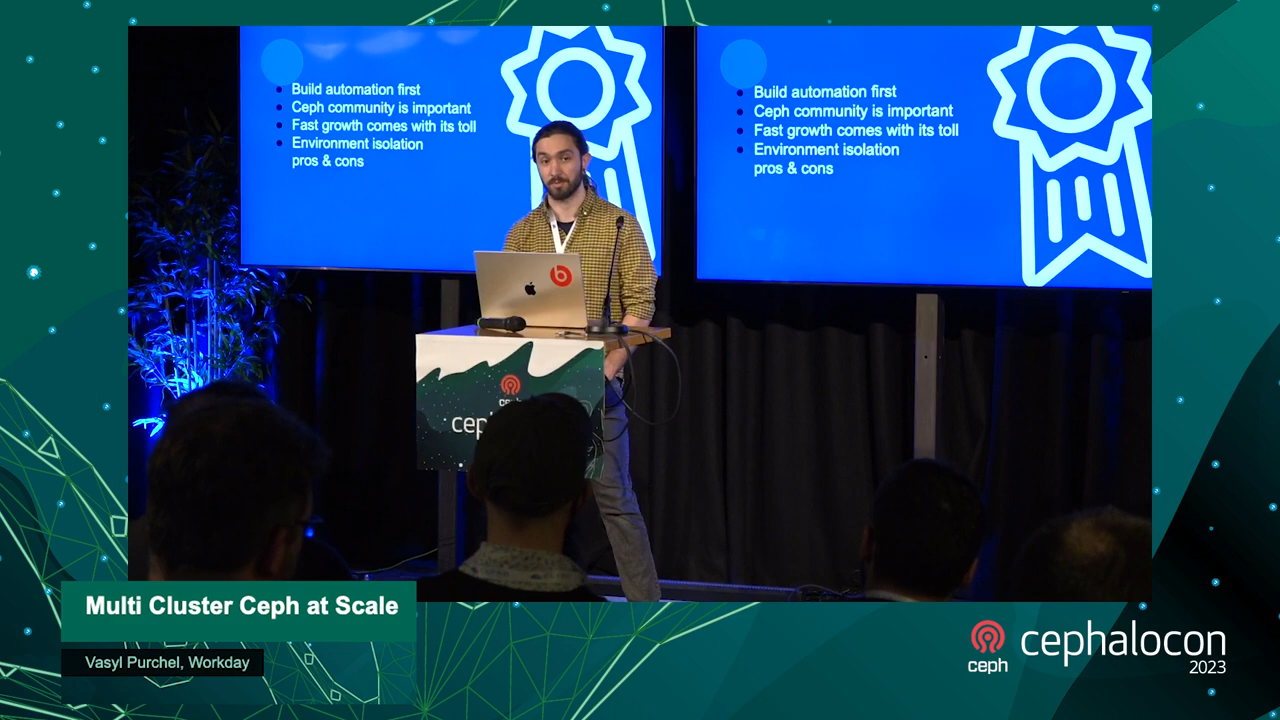 Build automation first
Ceph community is important
Fast growth comes with its toll
Environment isolation
pros & cons
Build automation first
Ceph community is important
Fast growth comes with its toll
Environment isolation
pros & cons
Multi Cluster Ceph at Scale
Vasyl Purchel, Workday
ceph
cephalocon
2023